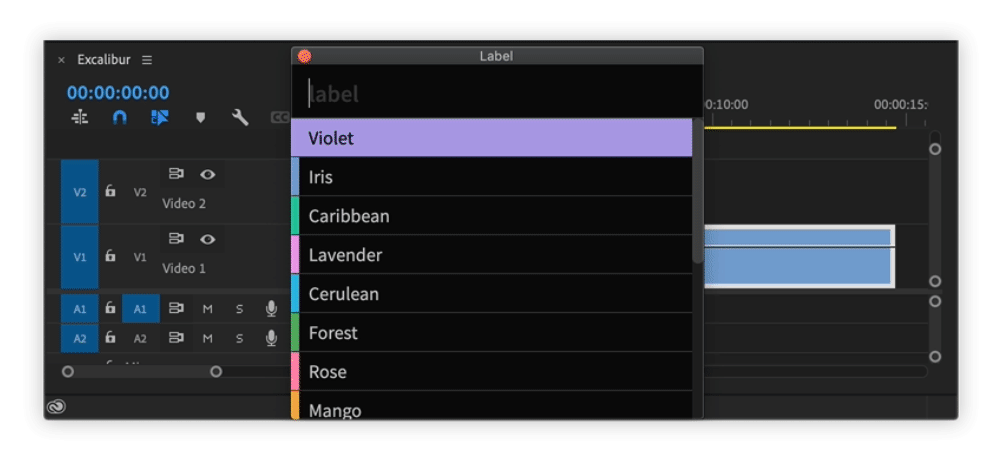 × Excalibur
Label
00:00:00:00
label
0:10:00
00:00:15:
CC
Violet
Iris
Caribbean
Lavender
Cerulean
Forest
Rose
Mango
V2 V2
Video 2
V1 V1
Video 1
A1 A1 M S
A2 A2 M S